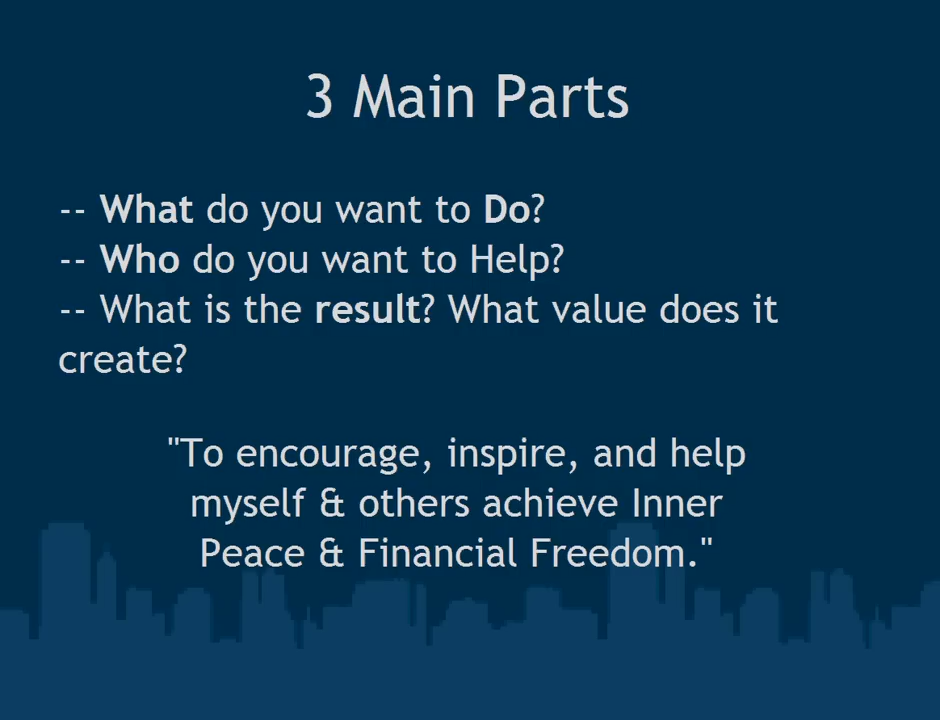 3 Main Parts
-- What do you want to Do?
-- Who do you want to Help?
-- What is the result? What value does it
create?
"To encourage, inspire, and help
myself & others achieve Inner
Peace & Financial Freedom."